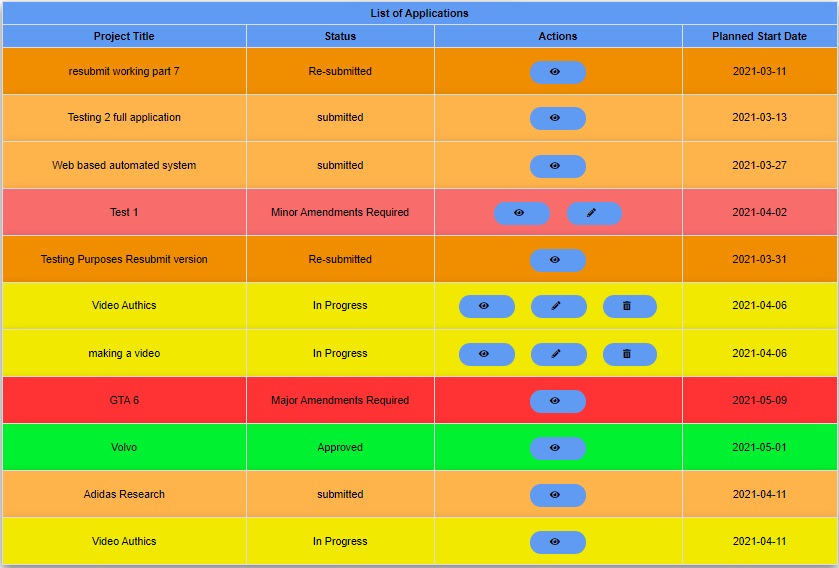 List of Applications
Project Title Status Actions Planned Start Date
resubmit working part 7 Re-submitted 2021-03-11
Testing 2 full application submitted 2021-03-13
Web based automated system submitted 2021-03-27
Test 1 Minor Amendments Required 2021-04-02
Testing Purposes Resubmit version Re-submitted 2021-03-31
Video Authics In Progress 2021-04-06
making a video In Progress 2021-04-06
GTA 6 Major Amendments Required 2021-05-09
Volvo Approved 2021-05-01
Adidas Research submitted 2021-04-11
Video Authics In Progress 2021-04-11